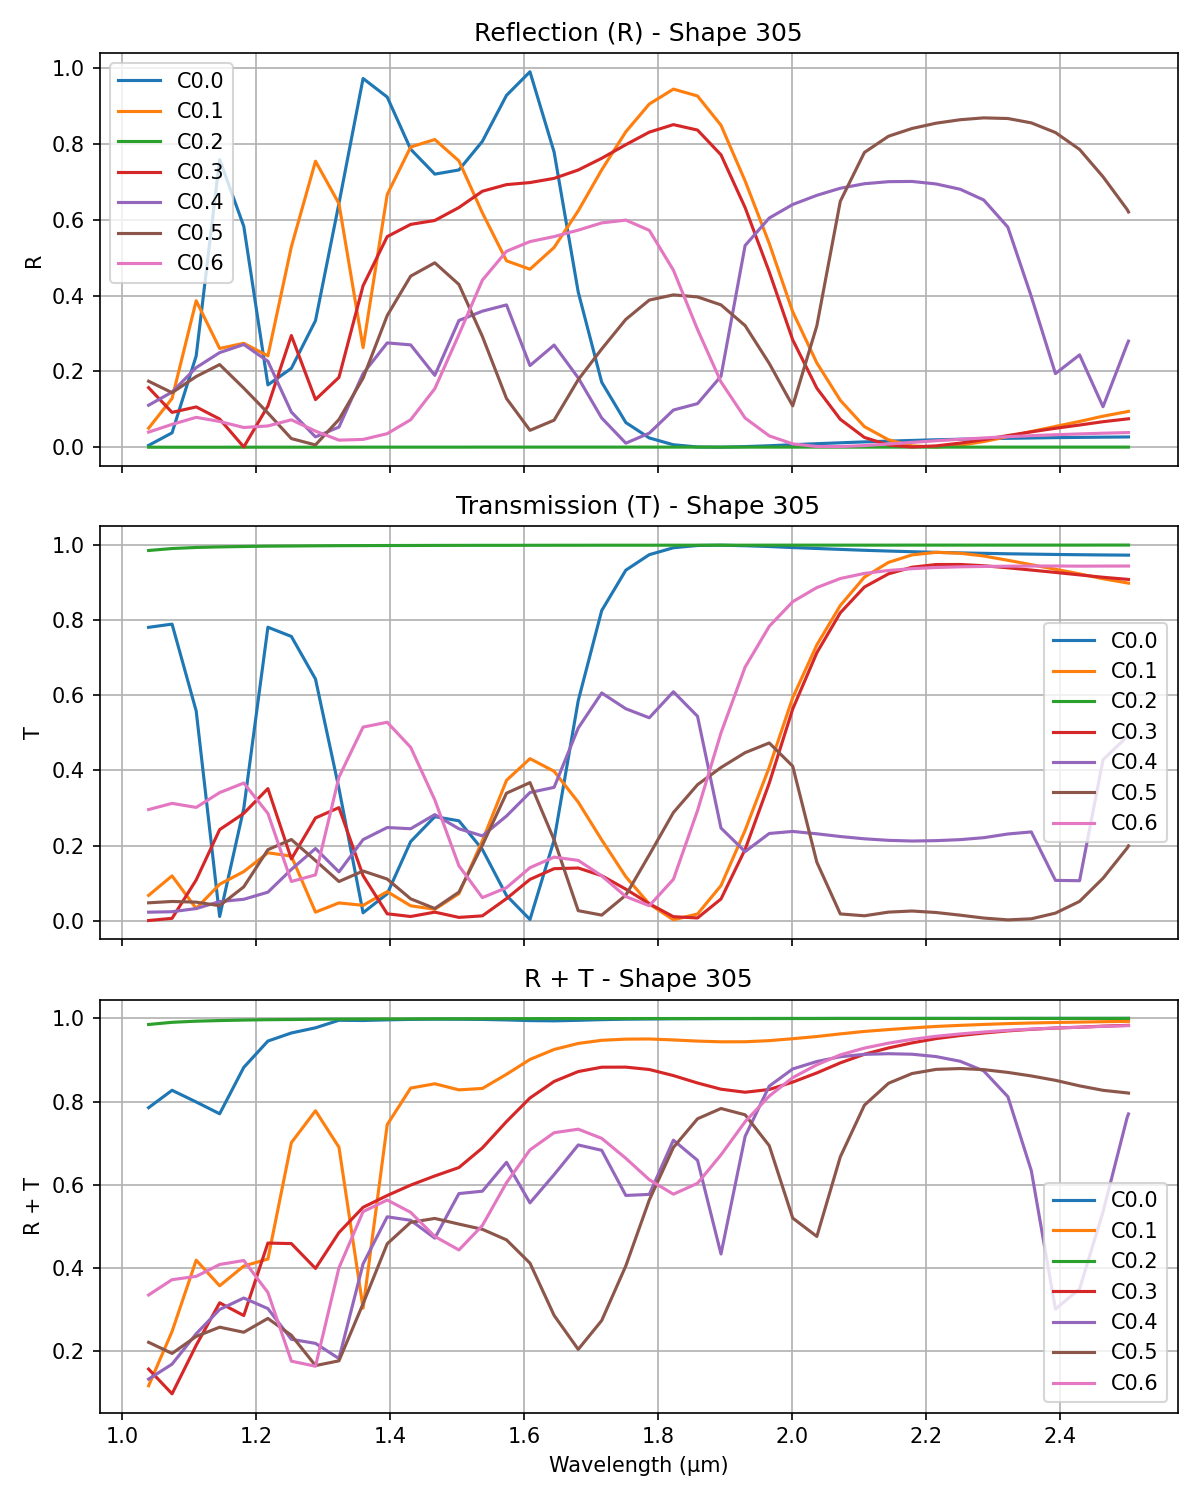 Reflection (R) - Shape 305
1.0
0.8
0.6
0.4
0.2
0.0
R
C0.0
C0.1
C0.2
C0.3
C0.4
C0.5
C0.6
Transmission (T) - Shape 305
1.0
0.8
0.6
0.4
0.2
0.0
T
C0.0
C0.1
C0.2
C0.3
C0.4
C0.5
C0.6
R + T - Shape 305
1.0
0.8
0.6
0.4
0.2
R + T
C0.0
C0.1
C0.2
C0.3
C0.4
C0.5
C0.6
1.0 1.2 1.4 1.6 1.8 2.0 2.2 2.4
Wavelength (μm)